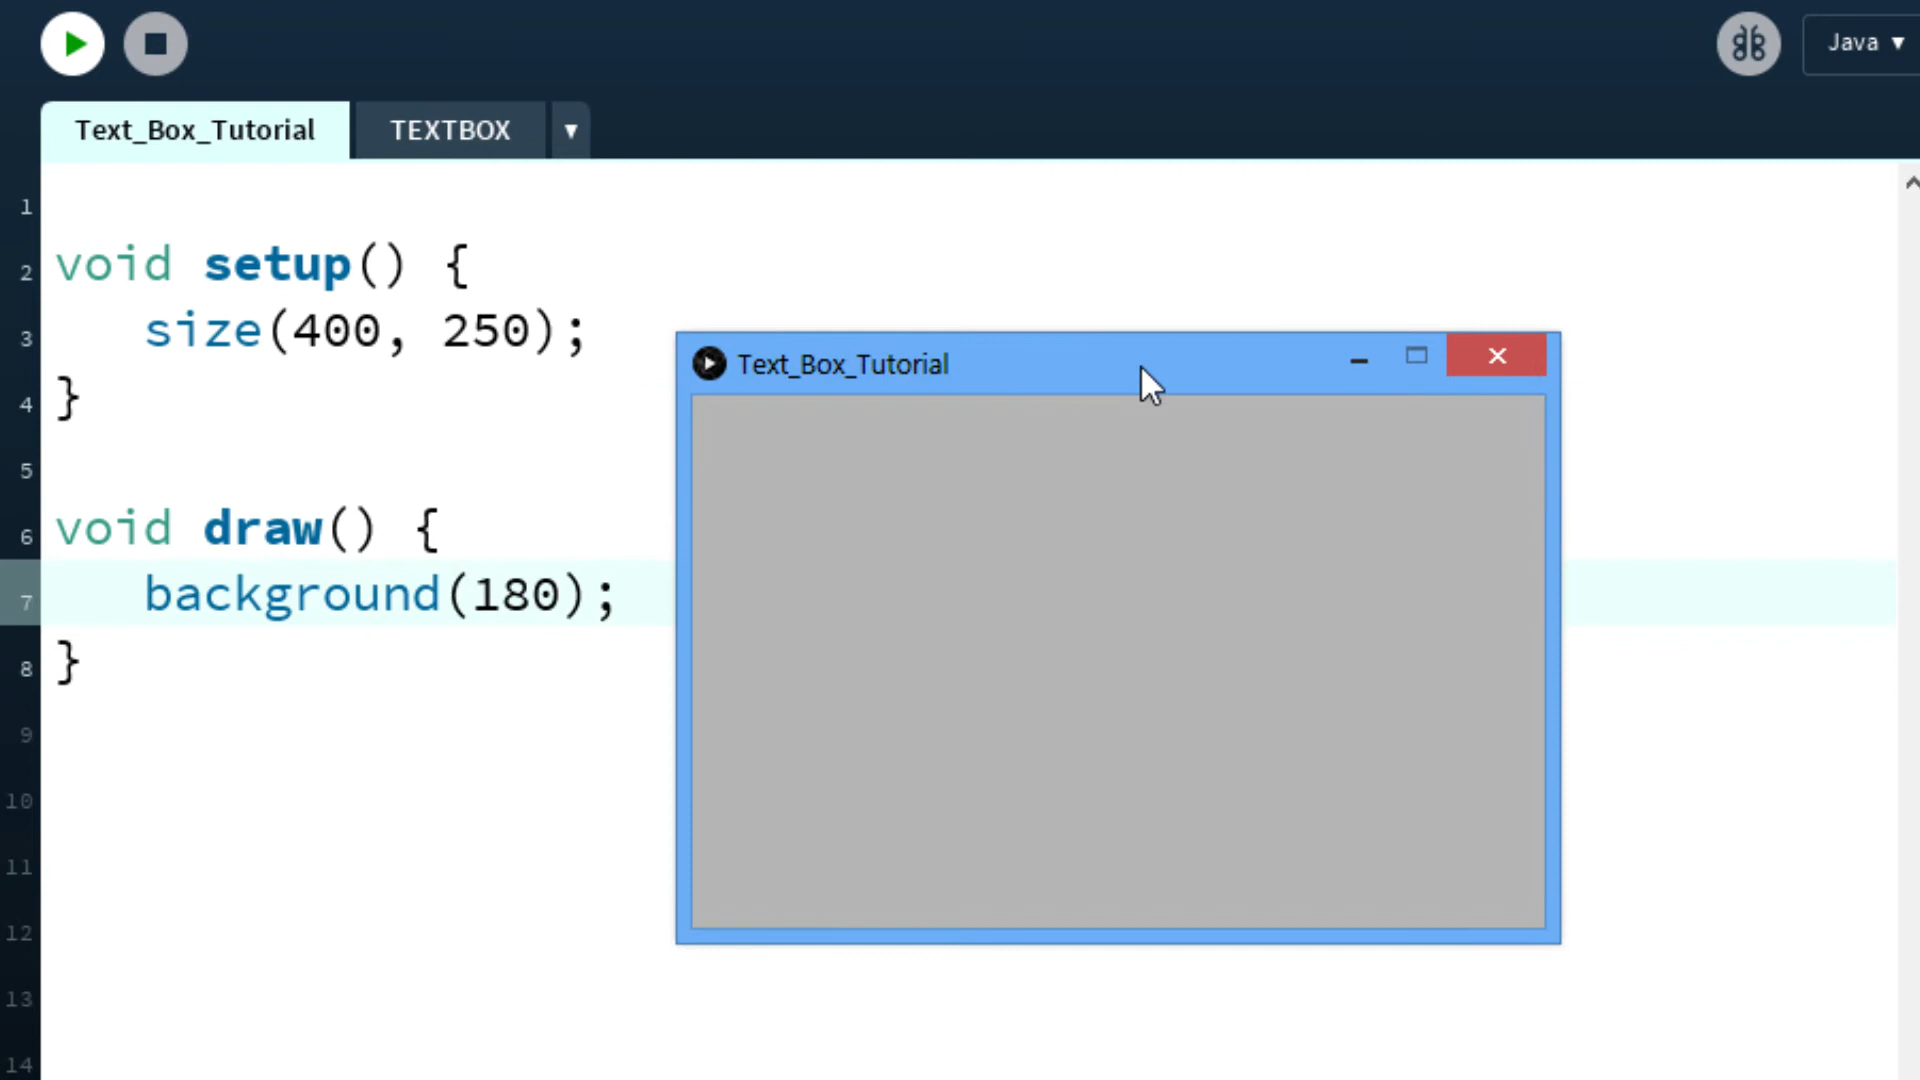 Java ▼
Text_Box_Tutorial TEXTBOX ▼
1
2 void setup() {
3 size(400, 250);
4 }
5
6 void draw() {
7 background(180);
8 }
9
10
11
12
13
14
Text_Box_Tutorial